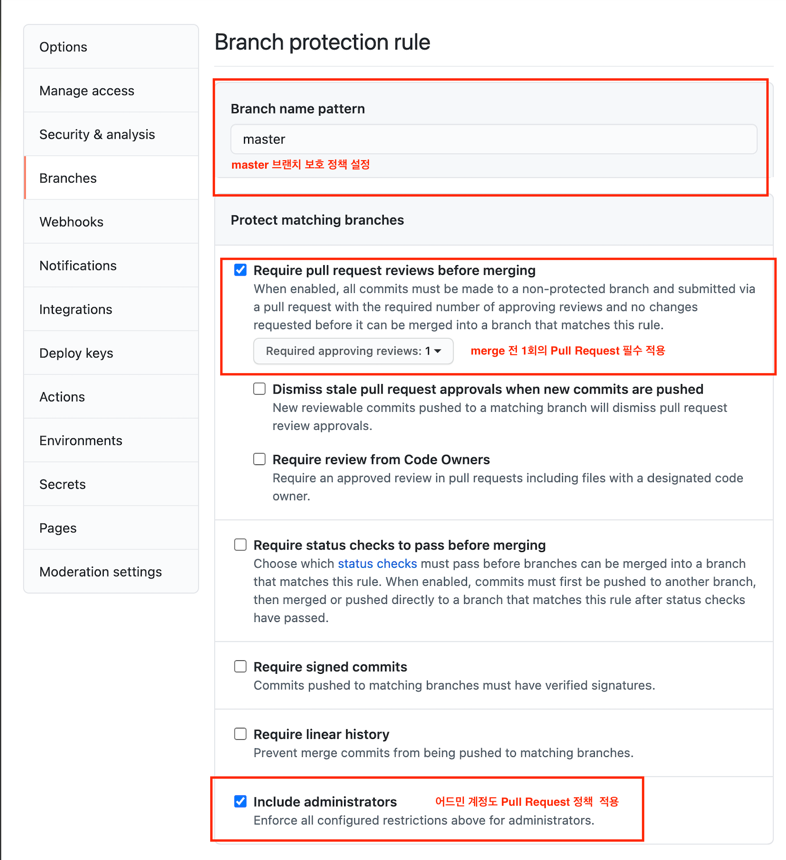 Options
Manage access
Security & analysis
Branches
Webhooks
Notifications
Integrations
Deploy keys
Actions
Environments
Secrets
Pages
Moderation settings
Branch protection rule
Branch name pattern
master
master 브랜치 보호 정책 설정
Protect matching branches
Require pull request reviews before merging
When enabled, all commits must be made to a non-protected branch and submitted via
a pull request with the required number of approving reviews and no changes
requested before it can be merged into a branch that matches this rule.
Required approving reviews: 1
merge 전 1회의 Pull Request 필수 적용
Dismiss stale pull request approvals when new commits are pushed
New reviewable commits pushed to a matching branch will dismiss pull request
review approvals.
Require review from Code Owners
Require an approved review in pull requests including files with a designated code
owner.
Require status checks to pass before merging
Choose which status checks must pass before branches can be merged into a branch
that matches this rule. When enabled, commits must first be pushed to another branch,
then merged or pushed directly to a branch that matches this rule after status checks
have passed.
Require signed commits
Commits pushed to matching branches must have verified signatures.
Require linear history
Prevent merge commits from being pushed to matching branches.
Include administrators
어드민 계정도 Pull Request 정책 적용
Enforce all configured restrictions above for administrators.